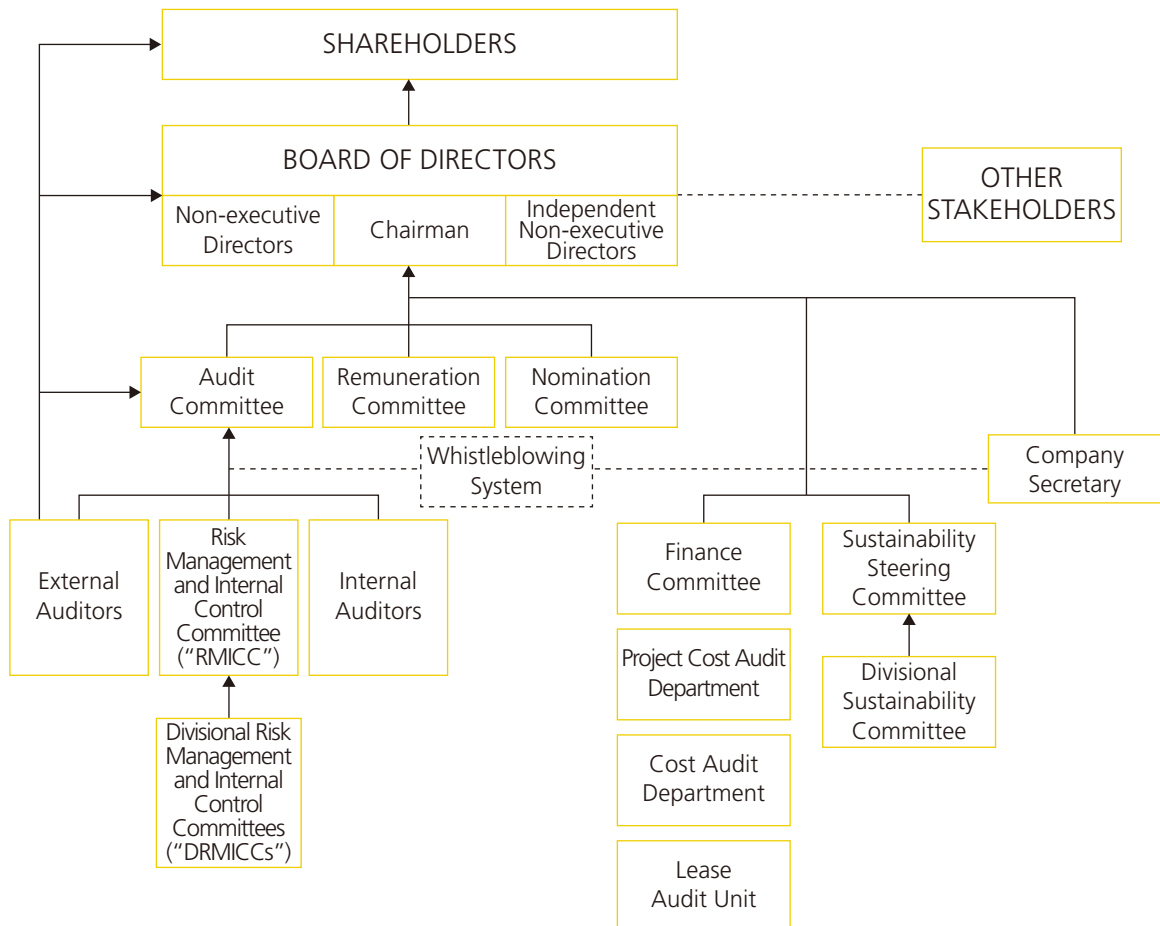 SHAREHOLDERS
BOARD OF DIRECTORS
Non-executive
Directors
Chairman
Independent
Non-executive
Directors
OTHER
STAKEHOLDERS
Audit
Committee
Remuneration
Committee
Nomination
Committee
Whistleblowing
System
Company
Secretary
External
Auditors
Risk
Management
and Internal
Control
Committee
(“RMICC”)
Internal
Auditors
Finance
Committee
Sustainability
Steering
Committee
Project Cost Audit
Department
Divisional
Sustainability
Committee
Divisional Risk
Management
and Internal
Control
Committees
(“DRMICCs”)
Cost Audit
Department
Lease
Audit Unit